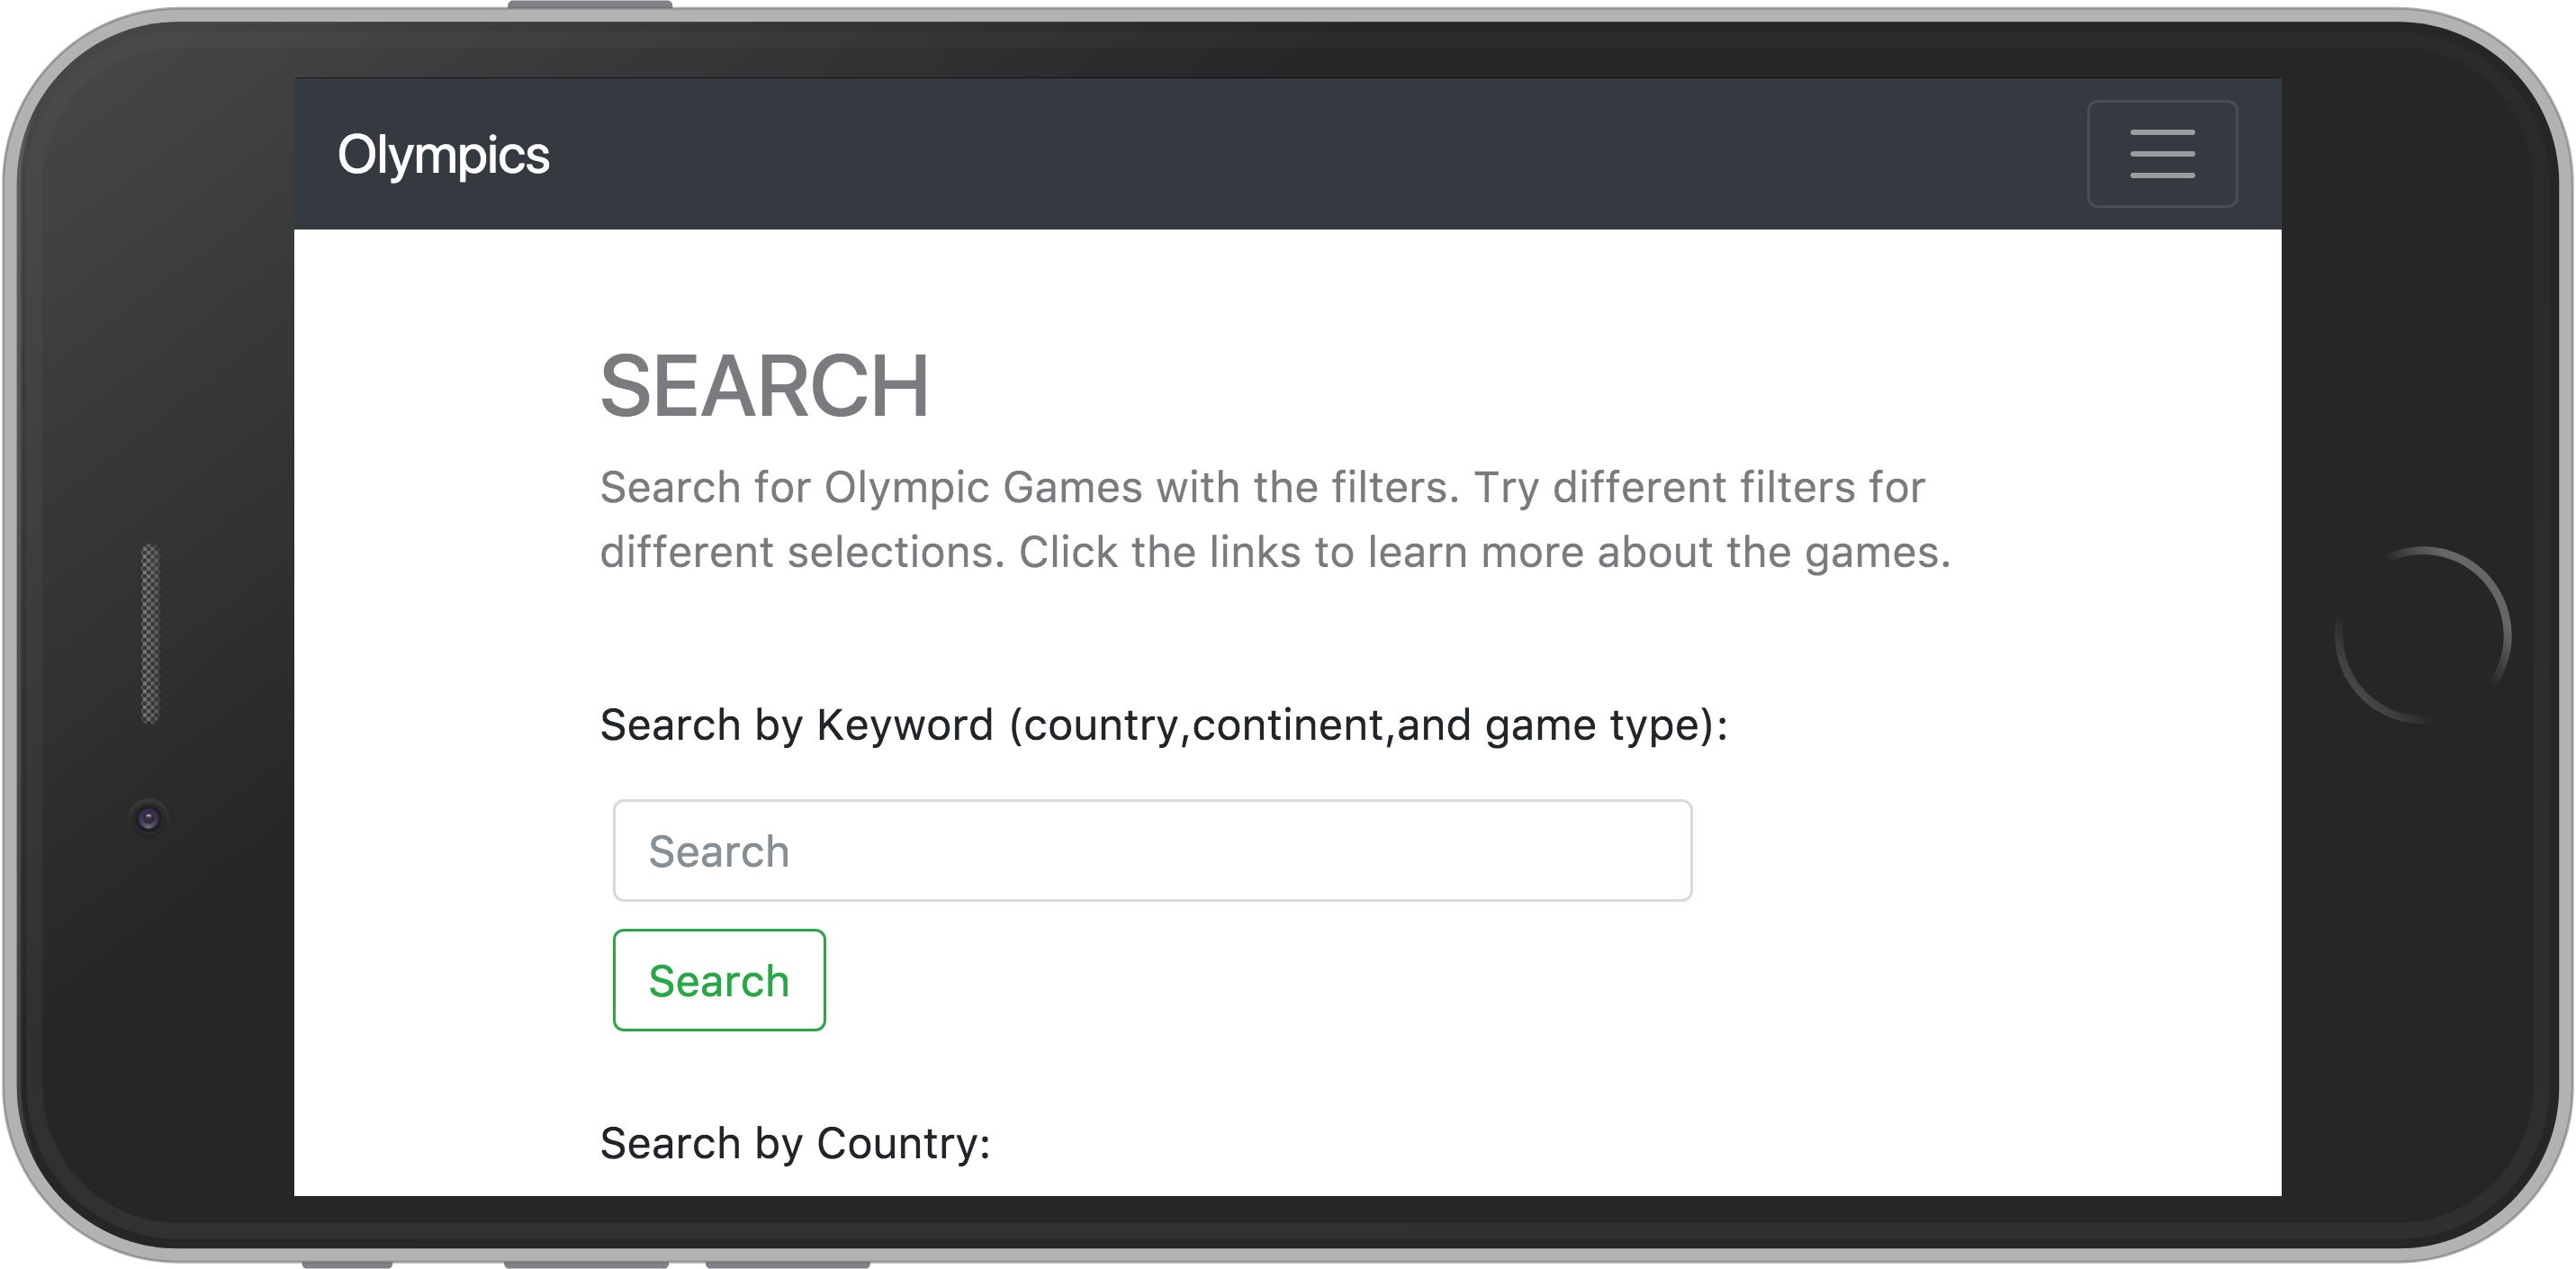 Olympics
SEARCH
Search for Olympic Games with the filters. Try different filters for
different selections. Click the links to learn more about the games.
Search by Keyword (country,continent,and game type):
Search
Search
Search by Country: